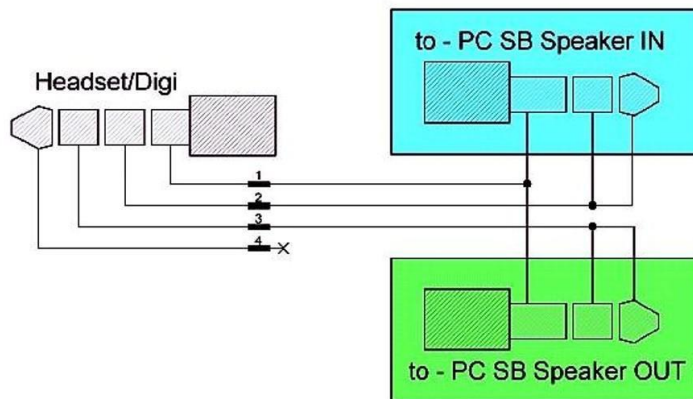 to - PC SB Speaker IN
Headset/Digi
1
2
3
4
to - PC SB Speaker OUT